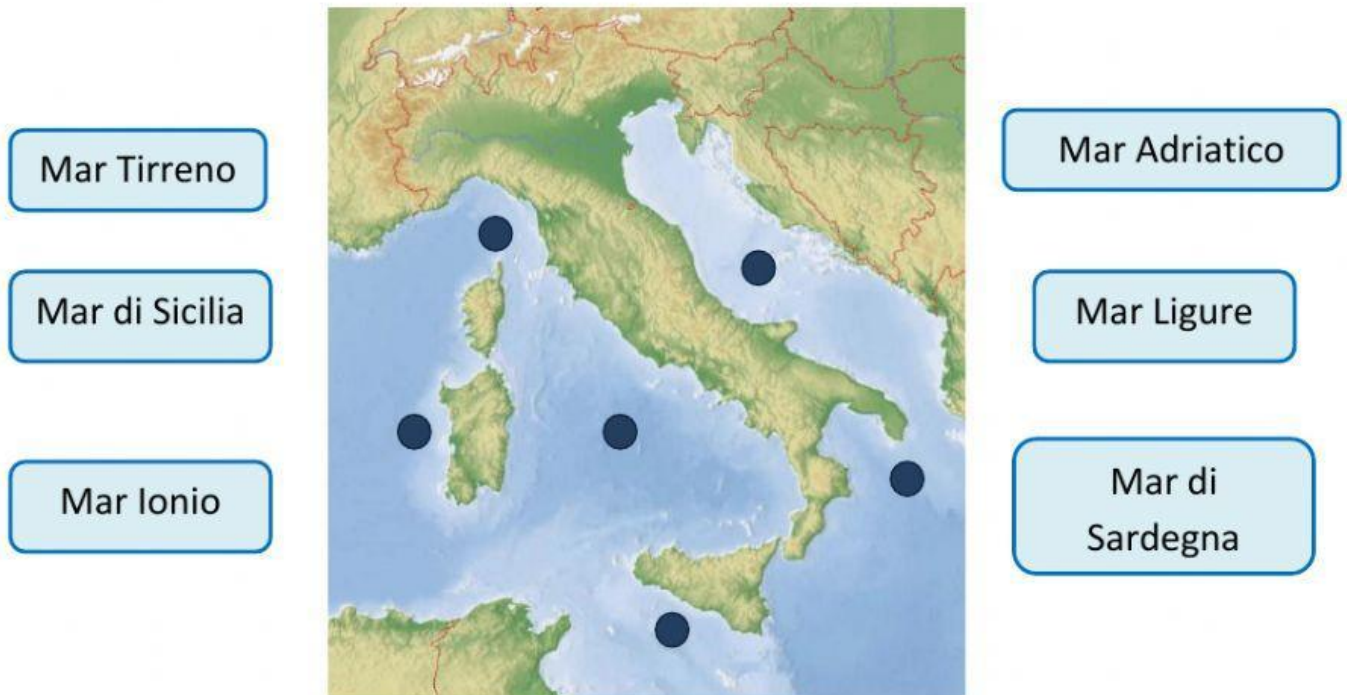 Mar Tirreno
Mar di Sicilia
Mar Ionio
Mar Adriatico
Mar Ligure
Mar di
Sardegna